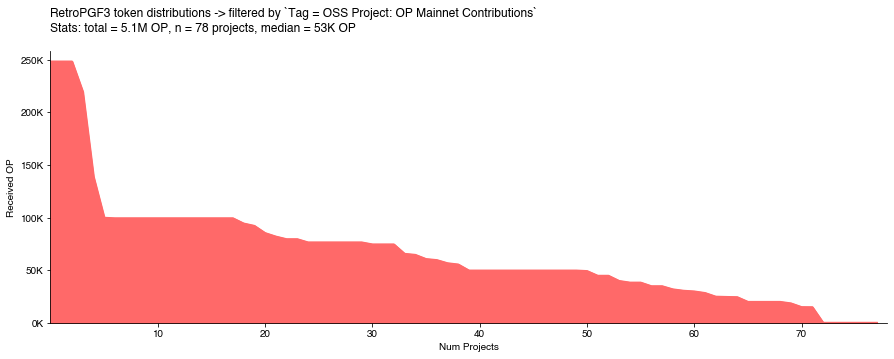 RetroPGF3 token distributions -> filtered by `Tag = OSS Project: OP Mainnet Contributions`
Stats: total = 5.1M OP, n = 78 projects, median = 53K OP
250K
200K
150K
100K
50K
0K
Received OP
10
20
30
40
50
60
70
Num Projects